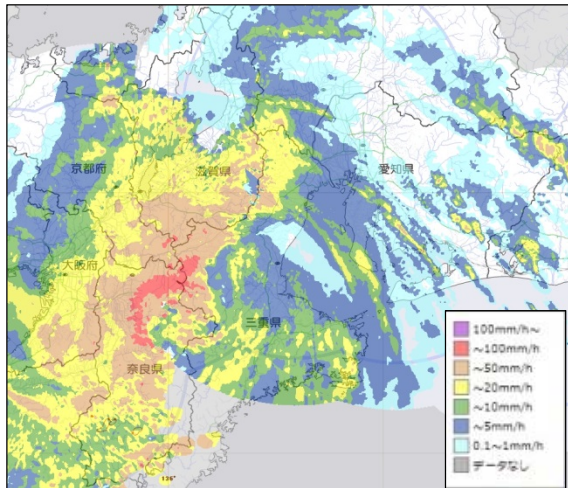 京都府
滋賀県
愛知県
大阪府
三重県
奈良県
136°
100mm/h~
~100mm/h
~50mm/h
~20mm/h
~10mm/h
~5mm/h
0.1~1mm/h
データなし